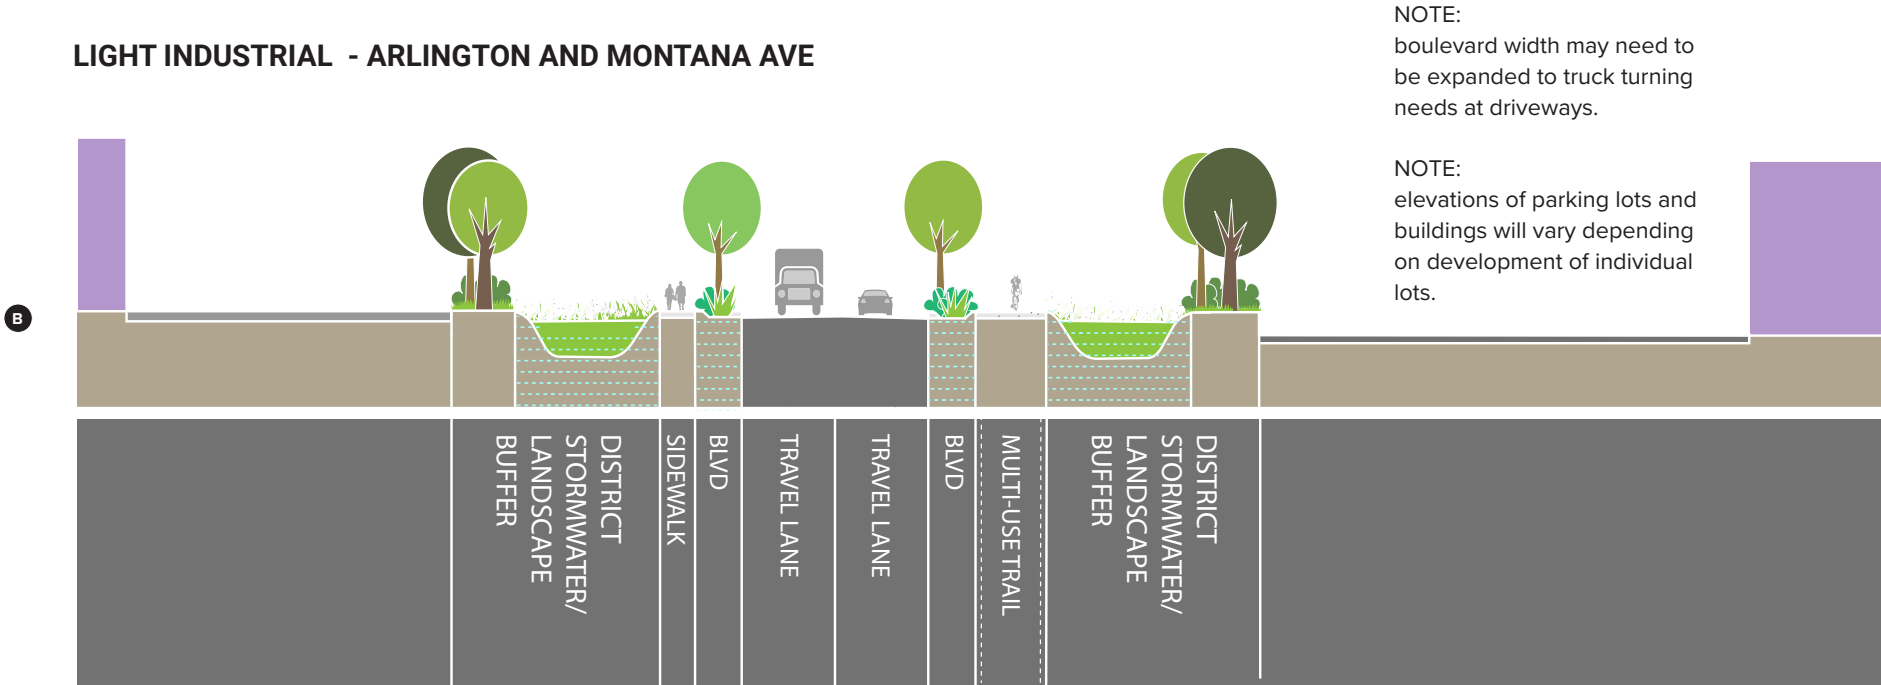 LIGHT INDUSTRIAL - ARLINGTON AND MONTANA AVE
NOTE:
boulevard width may need to
be expanded to truck turning
needs at driveways.
NOTE:
elevations of parking lots and
buildings will vary depending
on development of individual
lots.
B
DISTRICT
STORMWATER/
LANDSCAPE
BUFFER
SIDEWALK
BLVD
TRAVEL LANE
TRAVEL LANE
BLVD
MULTI-USE TRAIL
DISTRICT
STORMWATER/
LANDSCAPE
BUFFER